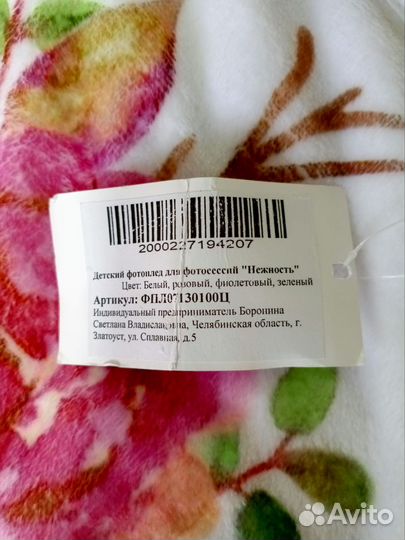 2000227194207
Детский фотоплед для фотосессий "Нежность"
Цвет: Белый, розовый, фиолетовый, зеленый
Артикул: ФПЛ07130100Ц
Индивидуальный предприниматель Боронина
Светлана Владиславовна, Челябинская область, г.
Златоуст, ул. Сплавная, д.5
Avito